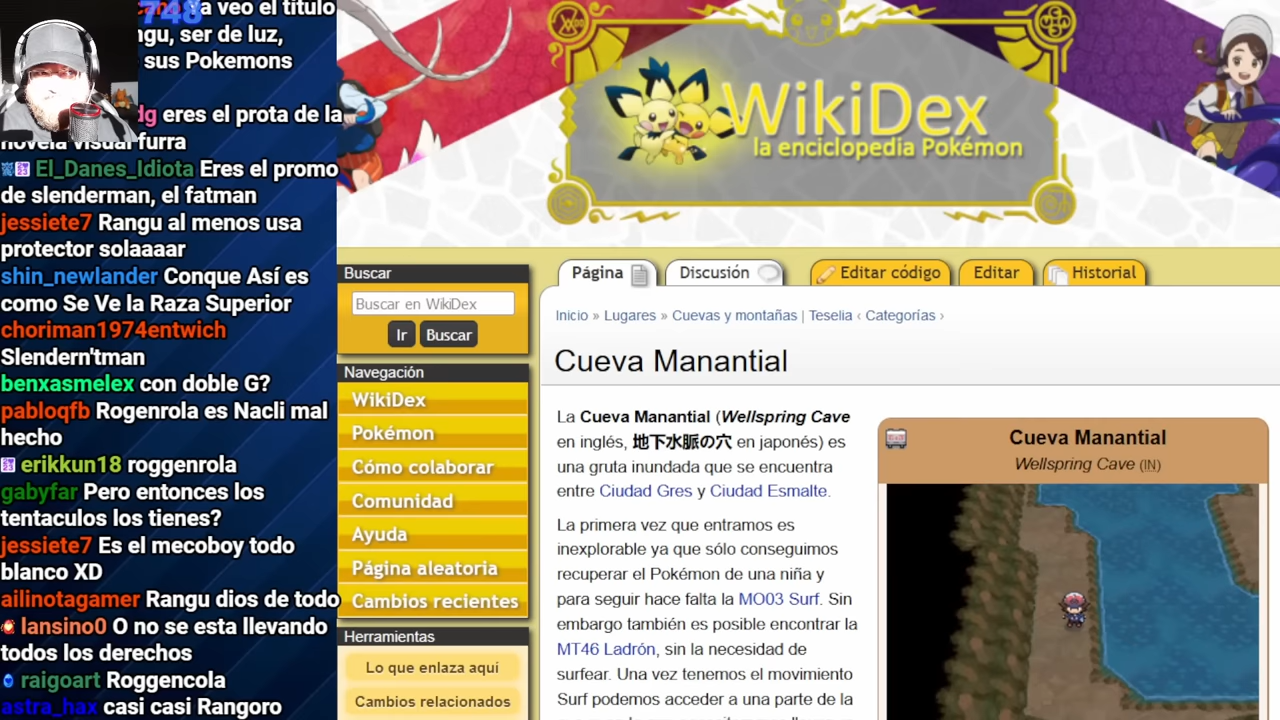 748
Ya veo el título
ngu, ser de luz,
sus Pokemons
dg eres el prota de la
novela visual furra
El_Danes_Idiota Eres el promo
de slenderman, el fatman
jessiete7 Rangu al menos usa
protector solaaaar
shin_newlander Conque Así es
como Se Ve la Raza Superior
choriman1974entwich
Slendern'tman
benxasmelex con doble G?
pabloqfb Rogenrola es Nacli mal
hecho
erikkun18 roggenrola
gabyfar Pero entonces los
tentaculos los tienes?
jessiete7 Es el mecoboy todo
blanco XD
ailinotagamer Rangu dios de todo
lansino0 O no se esta llevando
todos los derechos
raigoart Roggencola
astra_hax casi casi Rangoro
WikiDex
la enciclopedia Pokémon
Buscar
Buscar en WikiDex
Ir Buscar
Navegación
WikiDex
Pokémon
Cómo colaborar
Comunidad
Ayuda
Página aleatoria
Cambios recientes
Herramientas
Lo que enlaza aquí
Cambios relacionados
Página Discusión Editar código Editar Historial
Inicio » Lugares » Cuevas y montañas | Teselia ‹ Categorías ›
Cueva Manantial
La Cueva Manantial (Wellspring Cave
en inglés, 地下水脈の穴 en japonés) es
una gruta inundada que se encuentra
entre Ciudad Gres y Ciudad Esmalte.
La primera vez que entramos es
inexplorable ya que sólo conseguimos
recuperar el Pokémon de una niña y
para seguir hace falta la MO03 Surf. Sin
embargo también es posible encontrar la
MT46 Ladrón, sin la necesidad de
surfear. Una vez tenemos el movimiento
Surf podemos acceder a una parte de la
Cueva Manantial
Wellspring Cave (IN)